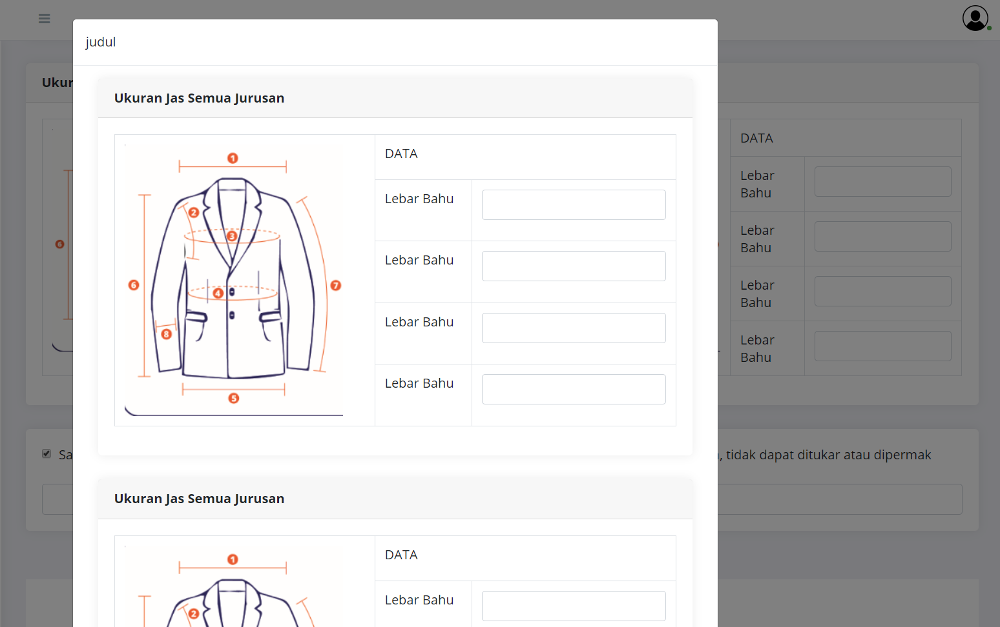 judul
Ukur
Ukuran Jas Semua Jurusan
1
2
3
4
5
6
7
8
DATA
Lebar Bahu
Lebar Bahu
Lebar Bahu
Lebar Bahu
Ukuran Jas Semua Jurusan
1
2
DATA
Lebar Bahu
6
DATA
Lebar
Bahu
Lebar
Bahu
Lebar
Bahu
Lebar
Bahu
Sa
, tidak dapat ditukar atau dipermak